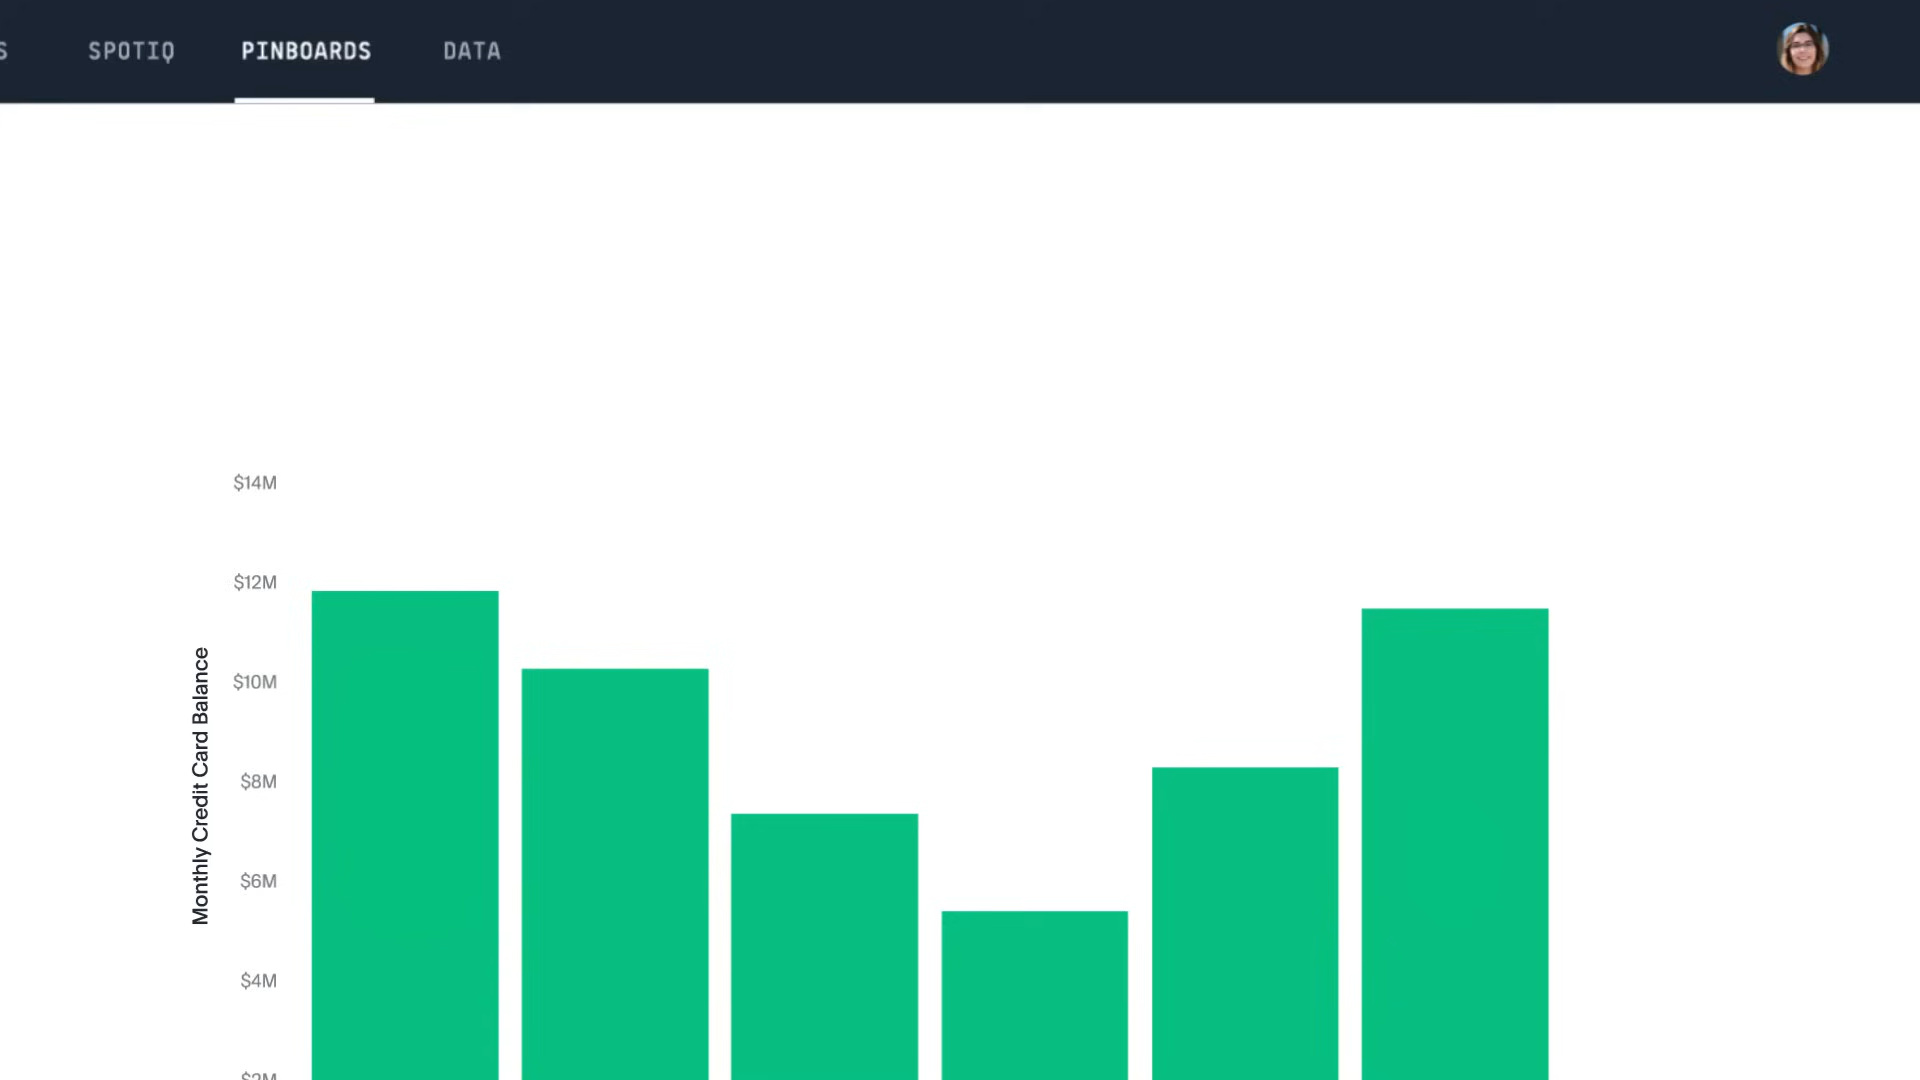 SPOTIQ
PINBOARDS
DATA
$14M
$12M
$10M
$8M
$6M
$4M
Monthly Credit Card Balance